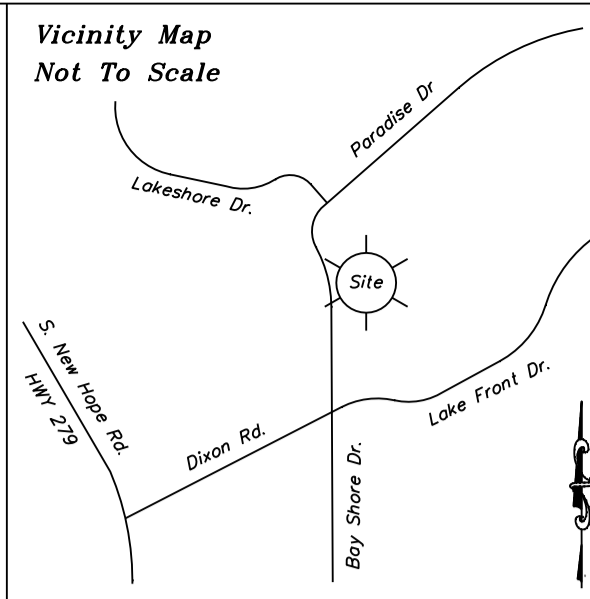 Vicinity Map
Not To Scale
Paradise Dr
Lakeshore Dr.
Site
S. New Hope Rd.
HWY 279
Dixon Rd.
Lake Front Dr.
Bay Shore Dr.